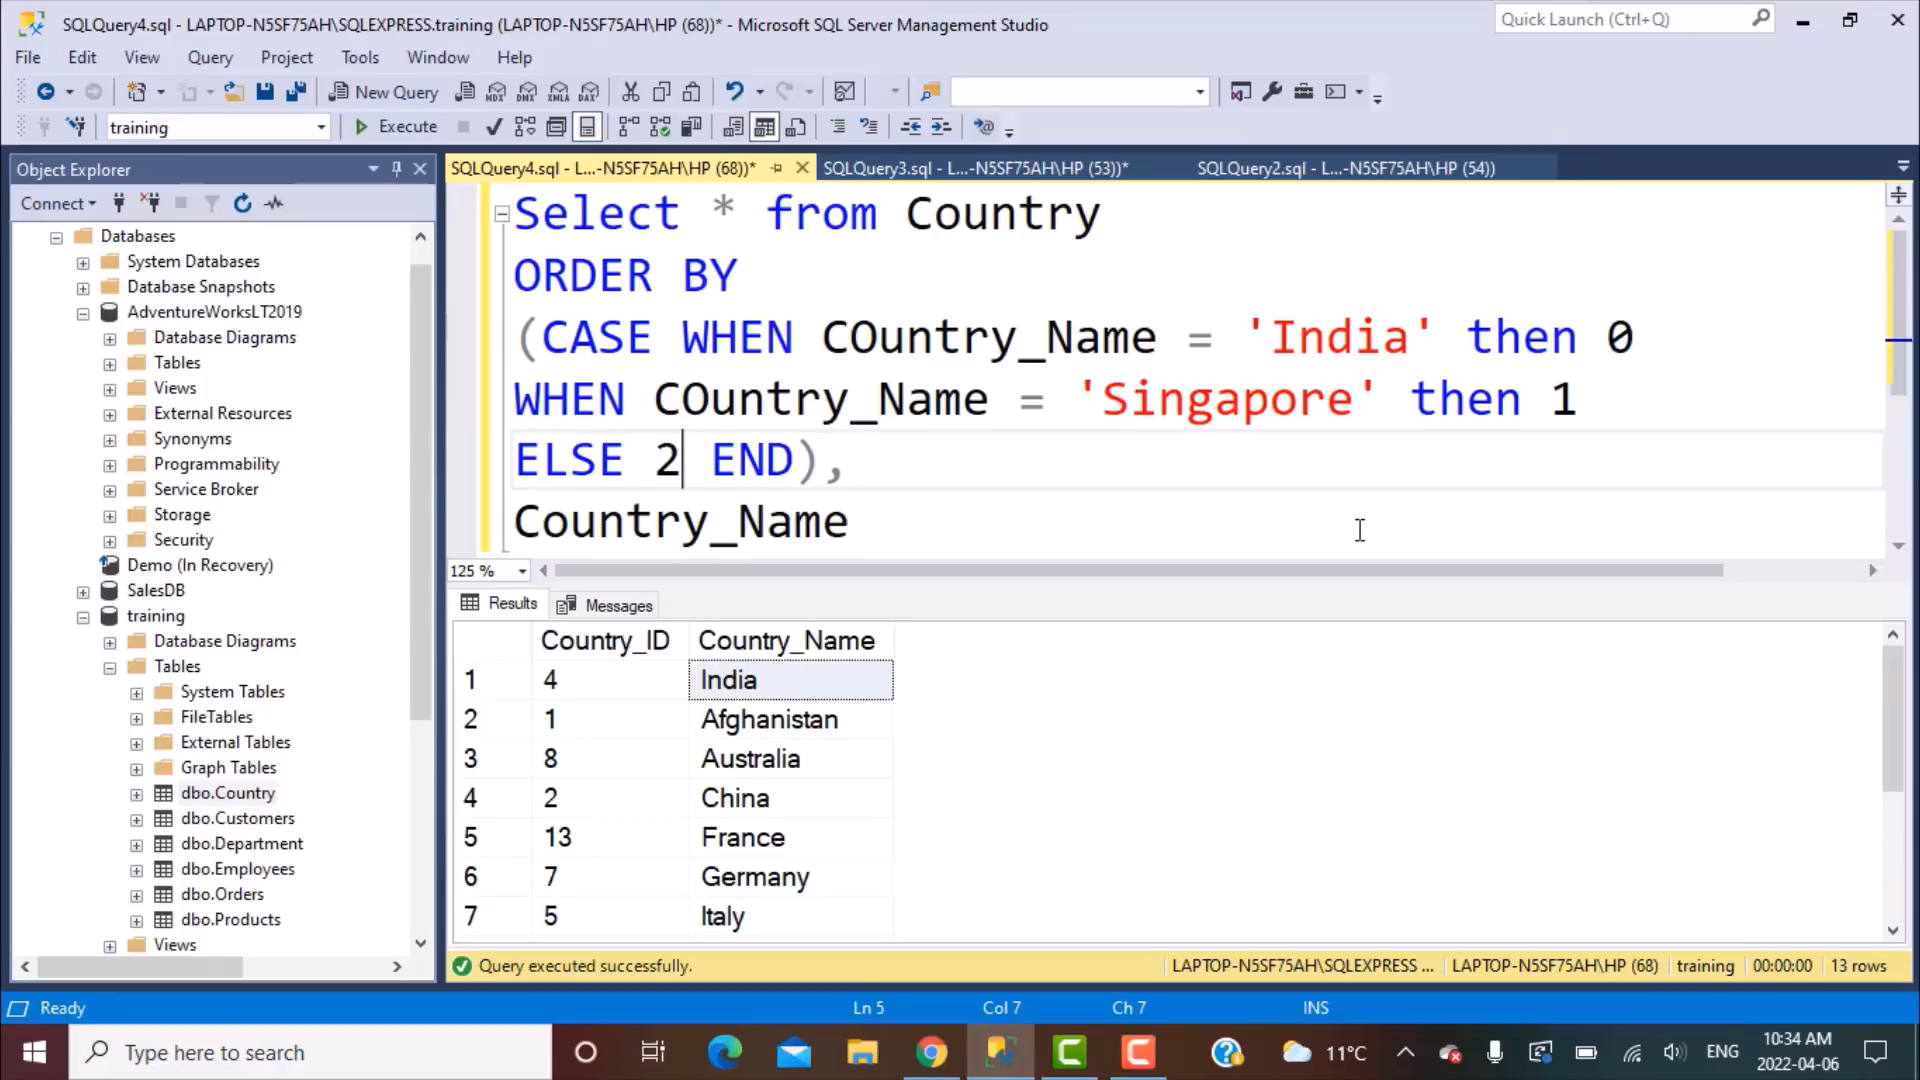 SQLQuery4.sql - LAPTOP-N5SF75AH\SQLEXPRESS.training (LAPTOP-N5SF75AH\HP (68))* - Microsoft SQL Server Management Studio
Quick Launch (Ctrl+Q)
File Edit View Query Project Tools Window Help
New Query
MDX DMX XMLA DAX
training
Execute
Object Explorer
Connect
Databases
System Databases
Database Snapshots
AdventureWorksLT2019
Database Diagrams
Tables
Views
External Resources
Synonyms
Programmability
Service Broker
Storage
Security
Demo (In Recovery)
SalesDB
training
Database Diagrams
Tables
System Tables
FileTables
External Tables
Graph Tables
dbo.Country
dbo.Customers
dbo.Department
dbo.Employees
dbo.Orders
dbo.Products
Views
SQLQuery4.sql - L...-N5SF75AH\HP (68))*
SQLQuery3.sql - L...-N5SF75AH\HP (53))*
SQLQuery2.sql - L...-N5SF75AH\HP (54))
Select * from Country
ORDER BY
(CASE WHEN COuntry_Name = 'India' then 0
WHEN COuntry_Name = 'Singapore' then 1
ELSE 2 END),
Country_Name
125 %
Results Messages
Country_ID Country_Name
1 4 India
2 1 Afghanistan
3 8 Australia
4 2 China
5 13 France
6 7 Germany
7 5 Italy
Query executed successfully.
LAPTOP-N5SF75AH\SQLEXPRESS ... LAPTOP-N5SF75AH\HP (68) training 00:00:00 13 rows
Ready Ln 5 Col 7 Ch 7 INS
Type here to search
11°C
ENG
10:34 AM
2022-04-06